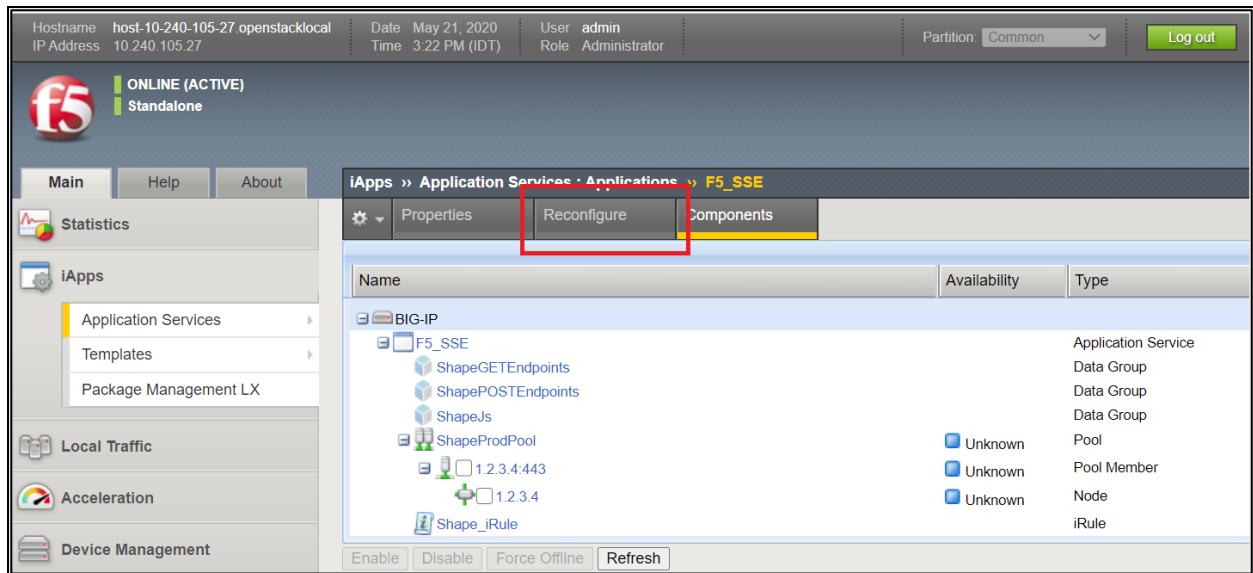 Hostname host-10-240-105-27.openstacklocal Date May 21, 2020 User admin
IP Address 10.240.105.27 Time 3:22 PM (IDT) Role Administrator
Partition: Common Log out
f5
ONLINE (ACTIVE)
Standalone
Main Help About
iApps ›› Application Services : Applications ›› F5_SSE
Properties Reconfigure Components
Statistics
iApps
Application Services
Templates
Package Management LX
Local Traffic
Acceleration
Device Management
Name Availability Type
BIG-IP
F5_SSE Application Service
ShapeGETEndpoints Data Group
ShapePOSTEndpoints Data Group
ShapeJs Data Group
ShapeProdPool Unknown Pool
1.2.3.4:443 Unknown Pool Member
1.2.3.4 Unknown Node
Shape_iRule iRule
Enable Disable Force Offline Refresh